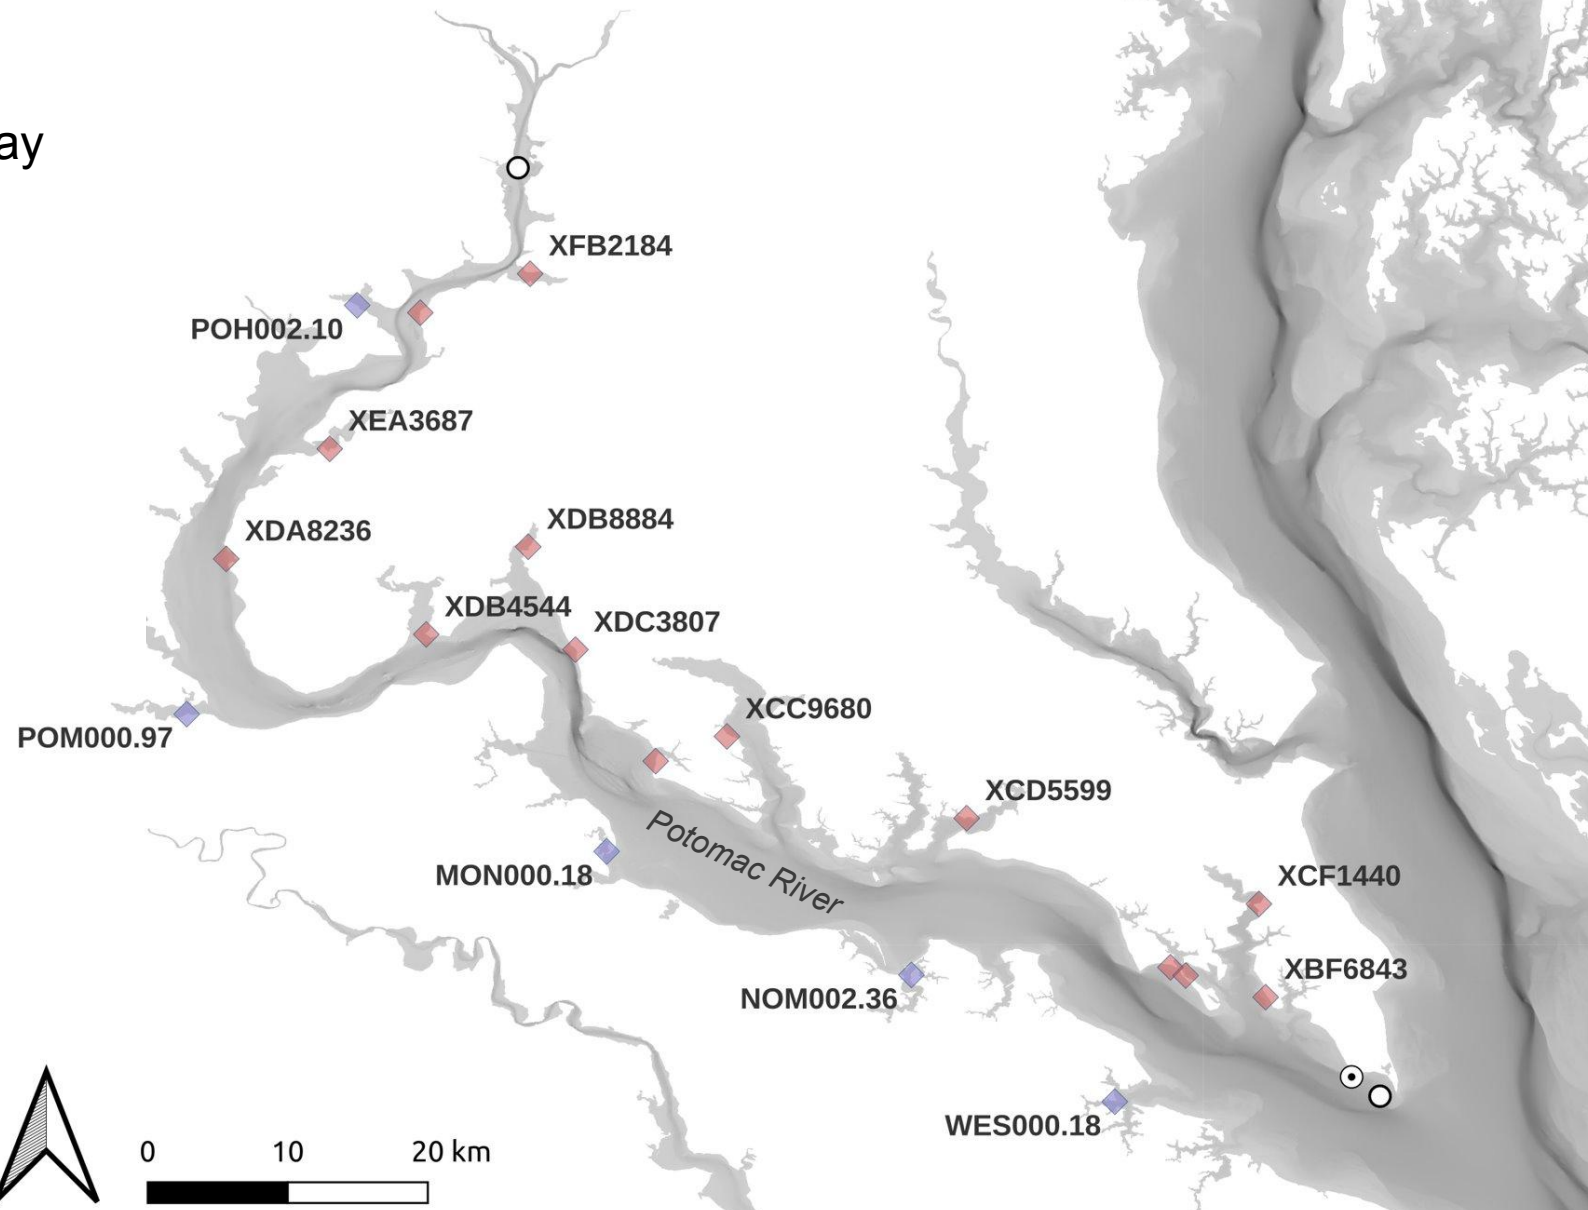 ay
XFB2184
POH002.10
XEA3687
XDB8884
XDA8236
XDB4544
XDC3807
XCC9680
POM000.97
XCD5599
Potomac River
MON000.18
XCF1440
XBF6843
NOM002.36
WES000.18
0 10 20 km